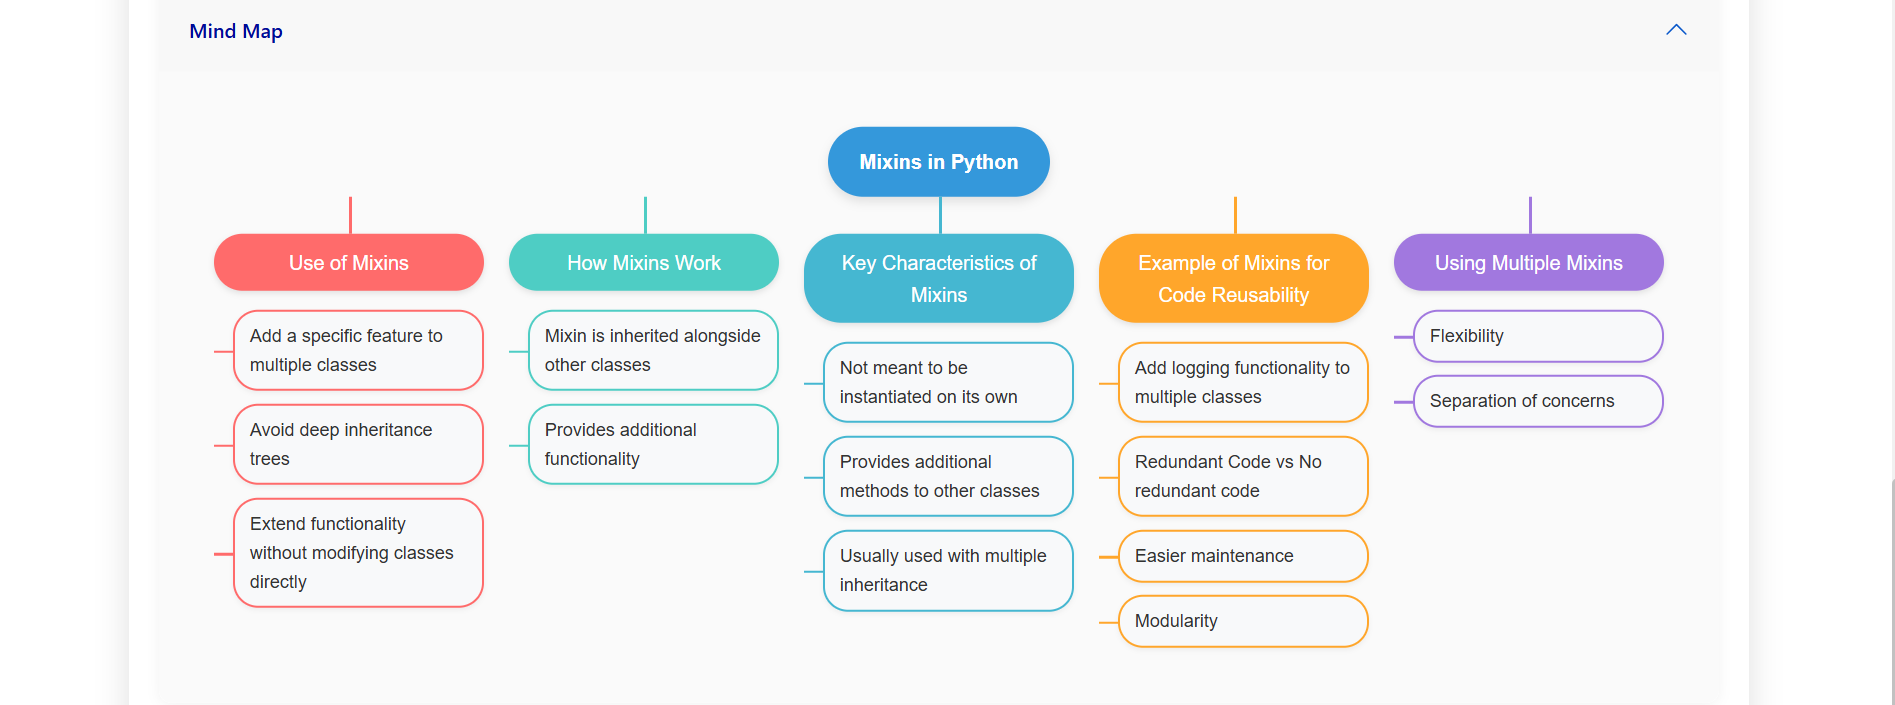 Mind Map
Mixins in Python
Use of Mixins
Add a specific feature to
multiple classes
Avoid deep inheritance
trees
Extend functionality
without modifying classes
directly
How Mixins Work
Mixin is inherited alongside
other classes
Provides additional
functionality
Key Characteristics of
Mixins
Not meant to be
instantiated on its own
Provides additional
methods to other classes
Usually used with multiple
inheritance
Example of Mixins for
Code Reusability
Add logging functionality to
multiple classes
Redundant Code vs No
redundant code
Easier maintenance
Modularity
Using Multiple Mixins
Flexibility
Separation of concerns